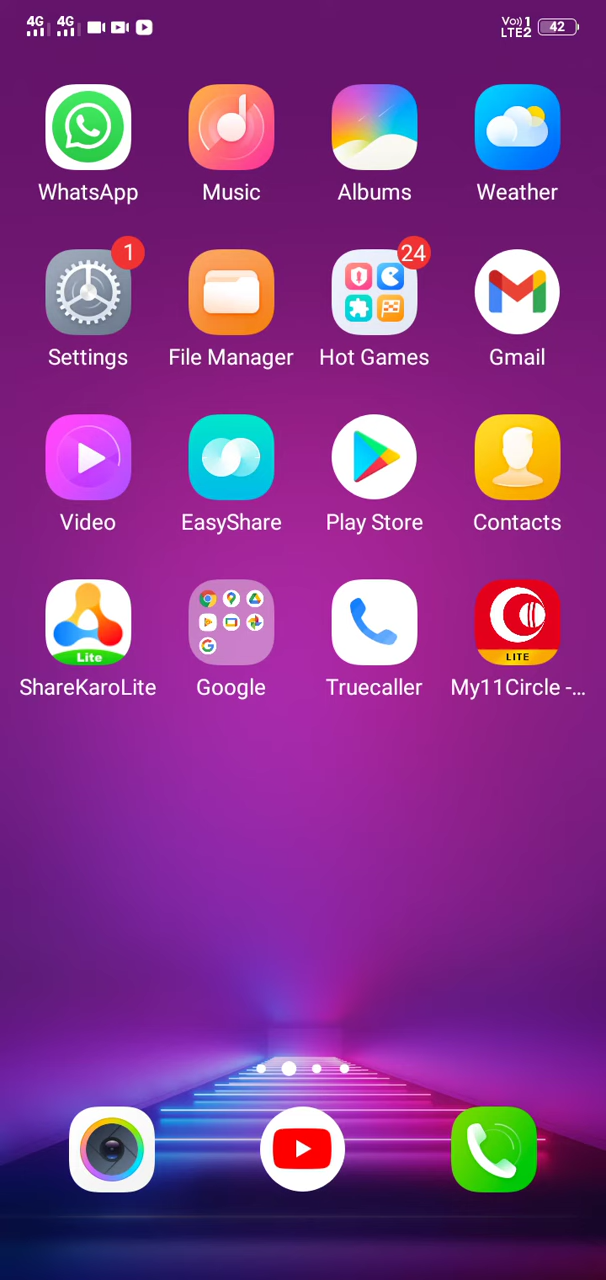 4G 4G Vo)) 1 LTE2 42
WhatsApp Music Albums Weather
1 24
Settings File Manager Hot Games Gmail
Video EasyShare Play Store Contacts
Lite LITE
ShareKaroLite Google Truecaller My11Circle -...